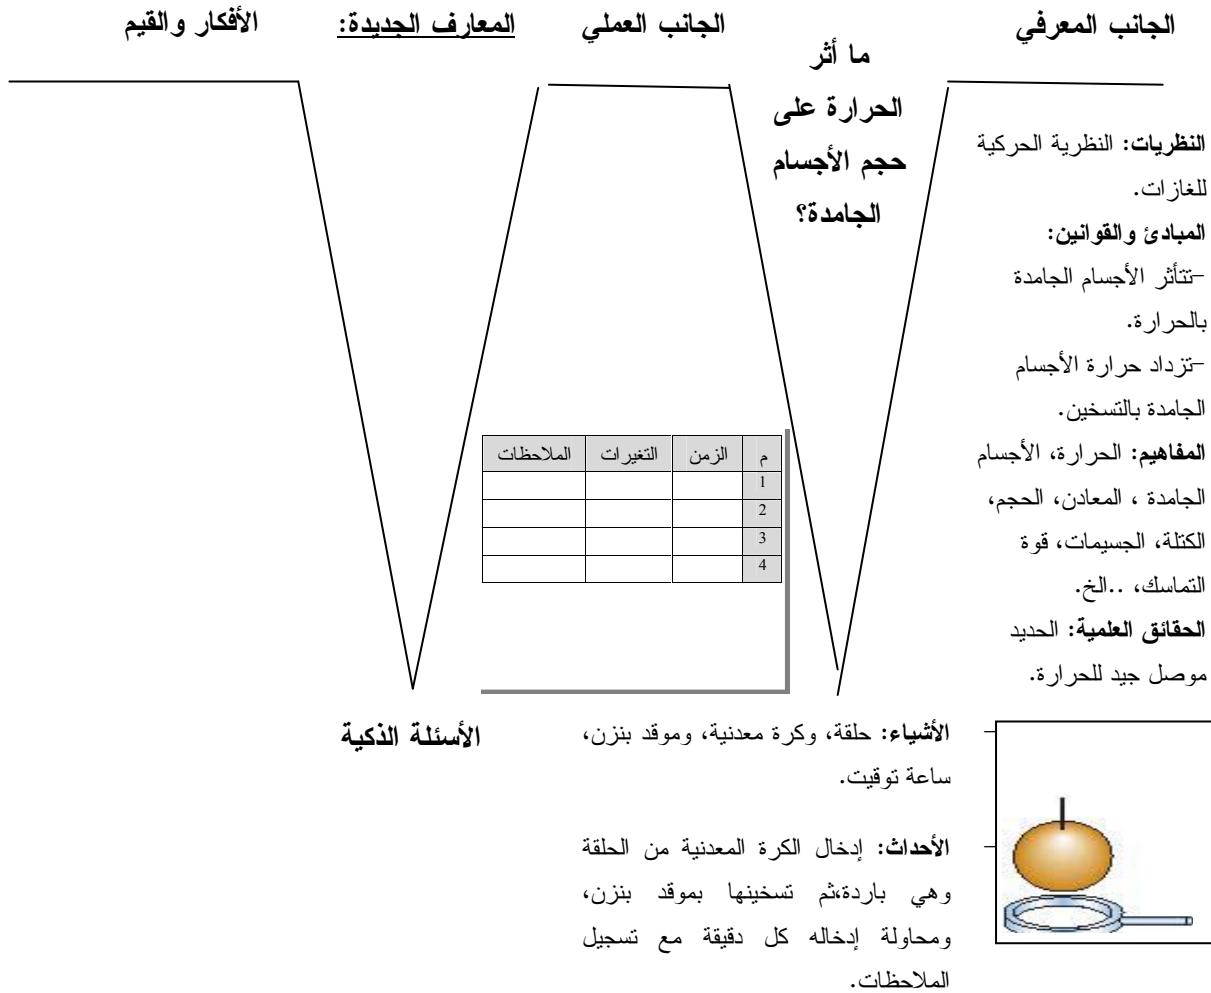 الجانب المعرفي
ما أثر
الحرارة على
حجم الأجسام
الجامدة؟
الجانب العملي
المعارف الجديدة:
الأفكار والقيم
النظريات: النظرية الحركية
للغازات.
المبادئ والقوانين:
-تتأثر الأجسام الجامدة
بالحرارة.
-تزداد حرارة الأجسام
الجامدة بالتسخين.
المفاهيم: الحرارة، الأجسام
الجامدة ، المعادن، الحجم،
الكتلة، الجسيمات، قوة
التماسك، ..الخ.
الحقائق العلمية: الحديد
موصل جيد للحرارة.
م الزمن التغيرات الملاحظات
1
2
3
4
- الأشياء: حلقة، وكرة معدنية، وموقد بنزن،
ساعة توقيت.
- الأحداث: إدخال الكرة المعدنية من الحلقة
وهي باردة،ثم تسخينها بموقد بنزن،
ومحاولة إدخاله كل دقيقة مع تسجيل
الملاحظات.
الأسئلة الذكية